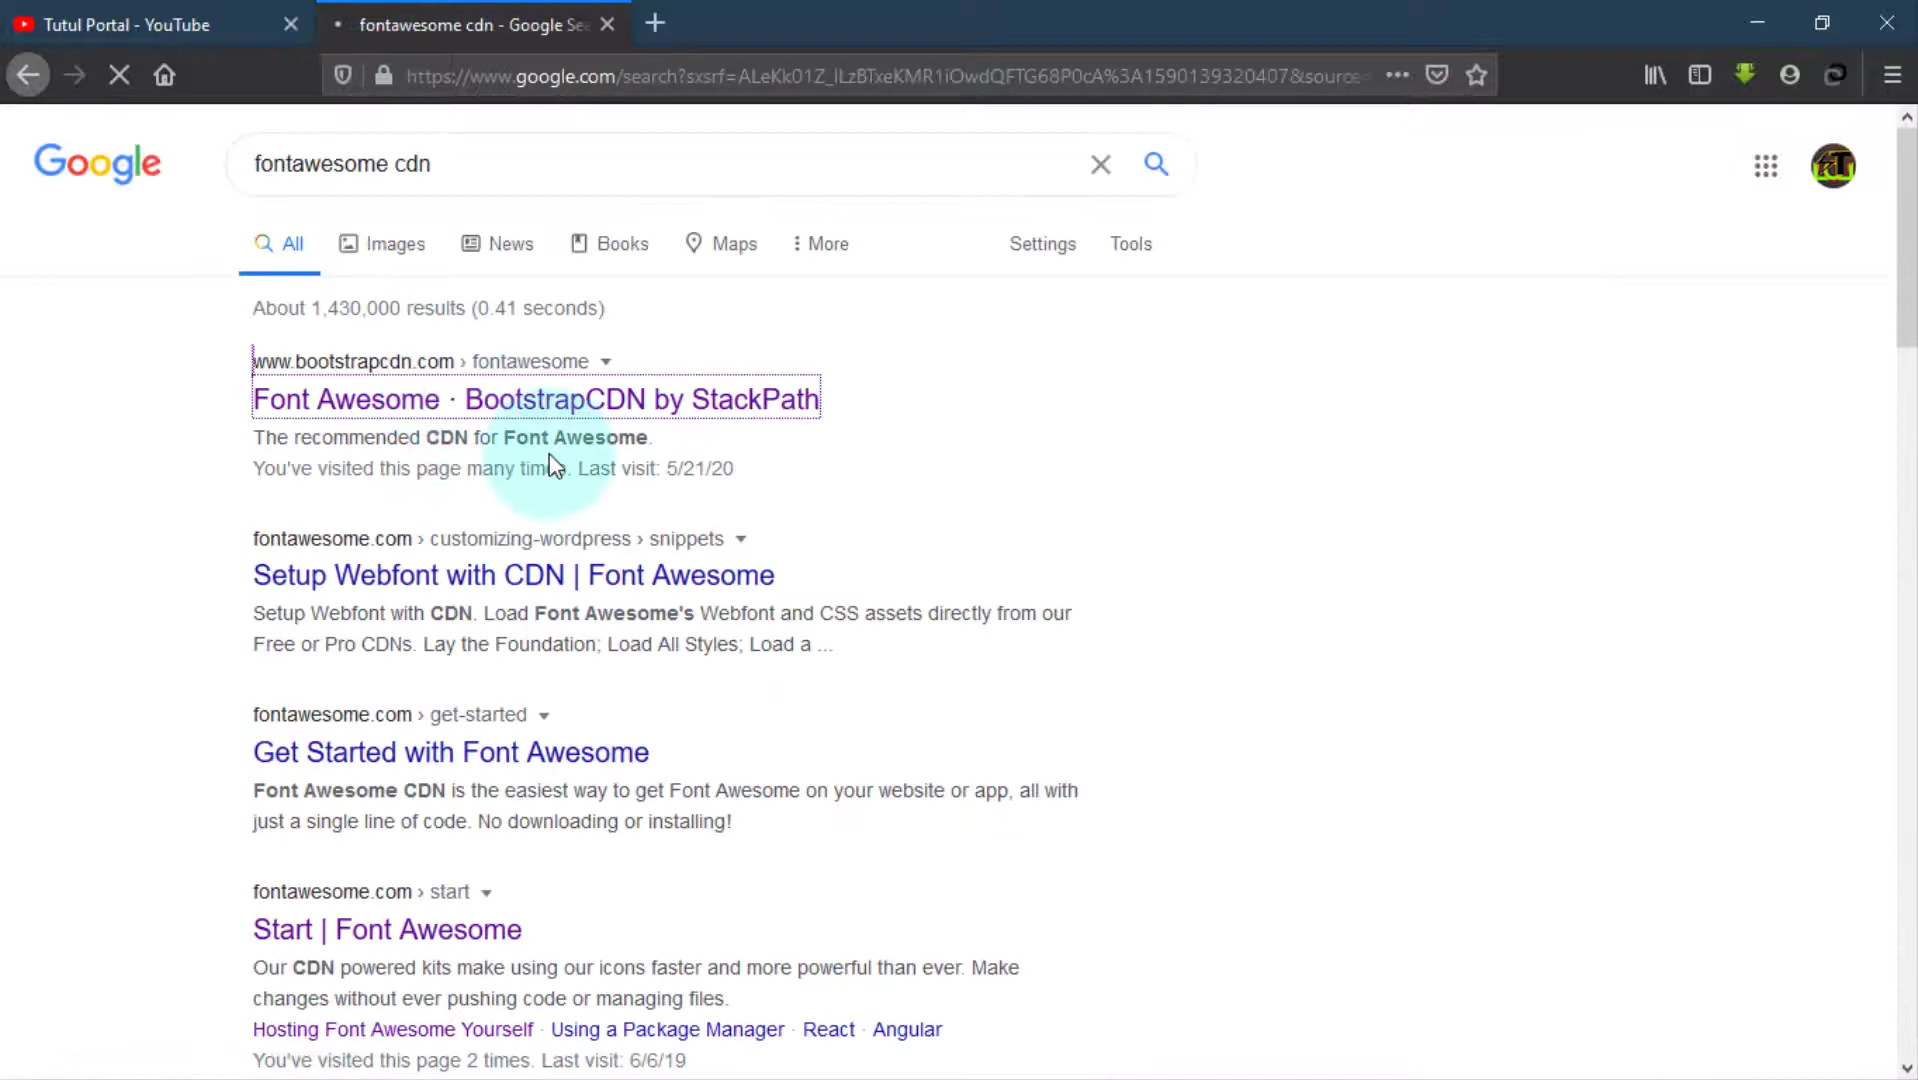 Tutul Portal - YouTube
fontawesome cdn - Google Se
https://www.google.com/search?sxsrf=ALeKk01Z_lLzBTxeKMR1iOwdQFTG68P0cA%3A1590139320407&source=
Google
fontawesome cdn
All Images News Books Maps More Settings Tools
About 1,430,000 results (0.41 seconds)
www.bootstrapcdn.com › fontawesome
Font Awesome · BootstrapCDN by StackPath
The recommended CDN for Font Awesome.
You've visited this page many times. Last visit: 5/21/20
fontawesome.com › customizing-wordpress › snippets
Setup Webfont with CDN | Font Awesome
Setup Webfont with CDN. Load Font Awesome's Webfont and CSS assets directly from our
Free or Pro CDNs. Lay the Foundation; Load All Styles; Load a ...
fontawesome.com › get-started
Get Started with Font Awesome
Font Awesome CDN is the easiest way to get Font Awesome on your website or app, all with
just a single line of code. No downloading or installing!
fontawesome.com › start
Start | Font Awesome
Our CDN powered kits make using our icons faster and more powerful than ever. Make
changes without ever pushing code or managing files.
Hosting Font Awesome Yourself · Using a Package Manager · React · Angular
You've visited this page 2 times. Last visit: 6/6/19